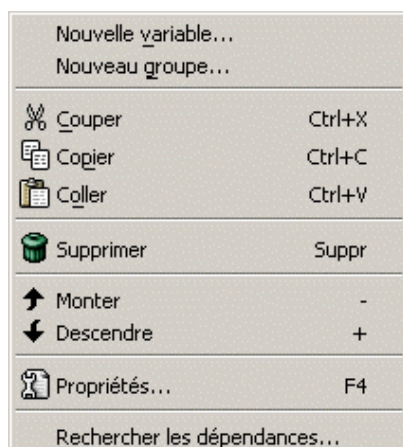 Nouvelle variable...
Nouveau groupe...
Couper Ctrl+X
Copier Ctrl+C
Coller Ctrl+V
Supprimer Suppr
Monter -
Descendre +
Propriétés... F4
Rechercher les dépendances...